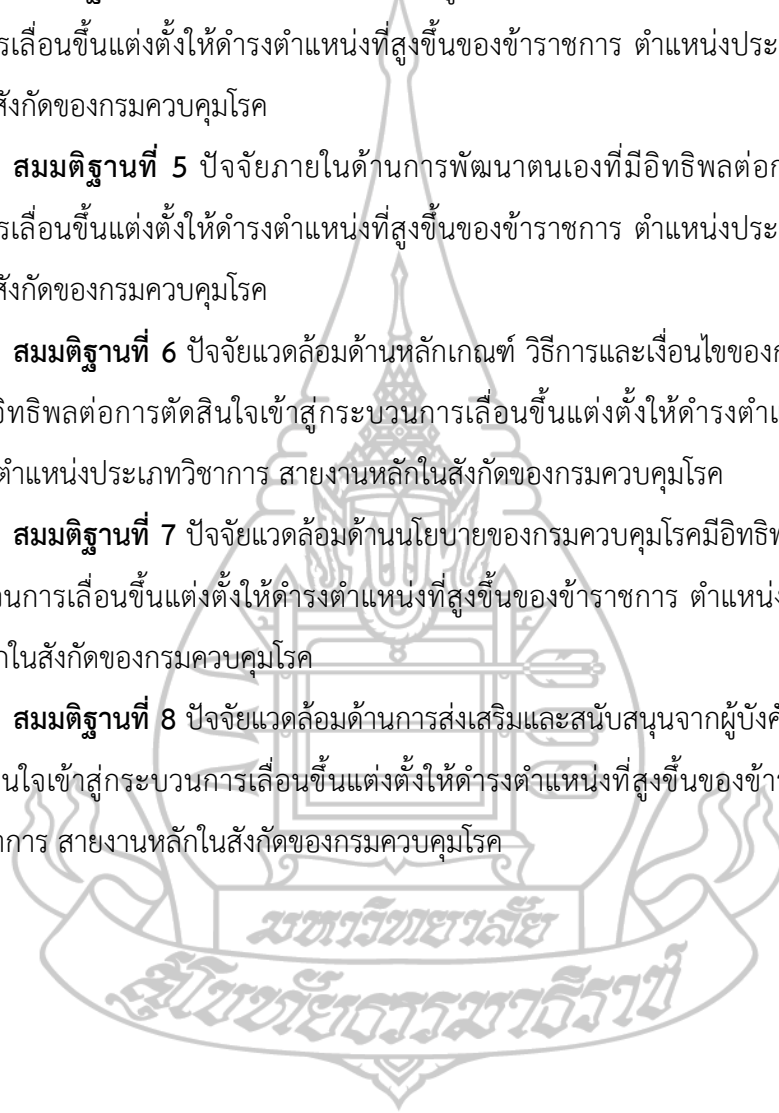 รเลื่อนขึ้นแต่งตั้งให้ดำรงตำแหน่งที่สูงขึ้นของข้าราชการ ตำแหน่งประ
สังกัดของกรมควบคุมโรค
สมมติฐานที่ 5 ปัจจัยภายในด้านการพัฒนาตนเองที่มีอิทธิพลต่อก
รเลื่อนขึ้นแต่งตั้งให้ดำรงตำแหน่งที่สูงขึ้นของข้าราชการ ตำแหน่งประ
สังกัดของกรมควบคุมโรค
สมมติฐานที่ 6 ปัจจัยแวดล้อมด้านหลักเกณฑ์ วิธีการและเงื่อนไขของก
อิทธิพลต่อการตัดสินใจเข้าสู่กระบวนการเลื่อนขึ้นแต่งตั้งให้ดำรงตำแ
ตำแหน่งประเภทวิชาการ สายงานหลักในสังกัดของกรมควบคุมโรค
สมมติฐานที่ 7 ปัจจัยแวดล้อมด้านนโยบายของกรมควบคุมโรคมีอิทธิพ
วนการเลื่อนขึ้นแต่งตั้งให้ดำรงตำแหน่งที่สูงขึ้นของข้าราชการ ตำแหน่ง
กในสังกัดของกรมควบคุมโรค
สมมติฐานที่ 8 ปัจจัยแวดล้อมด้านการส่งเสริมและสนับสนุนจากผู้บังคั
นใจเข้าสู่กระบวนการเลื่อนขึ้นแต่งตั้งให้ดำรงตำแหน่งที่สูงขึ้นของข้าร
าการ สายงานหลักในสังกัดของกรมควบคุมโรค
มหาวิทยาลัย
สุโขทัยธรรมาธิราช